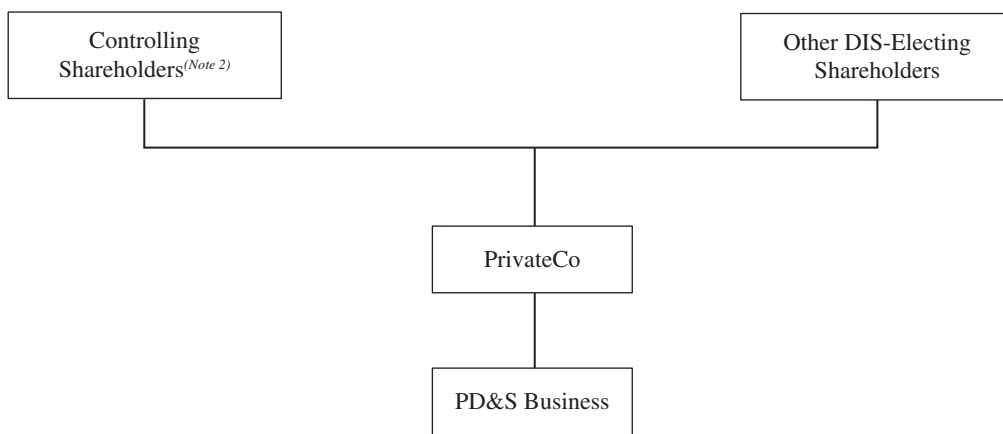 Controlling
Shareholders(Note 2)
Other DIS-Electing
Shareholders
PrivateCo
PD&S Business